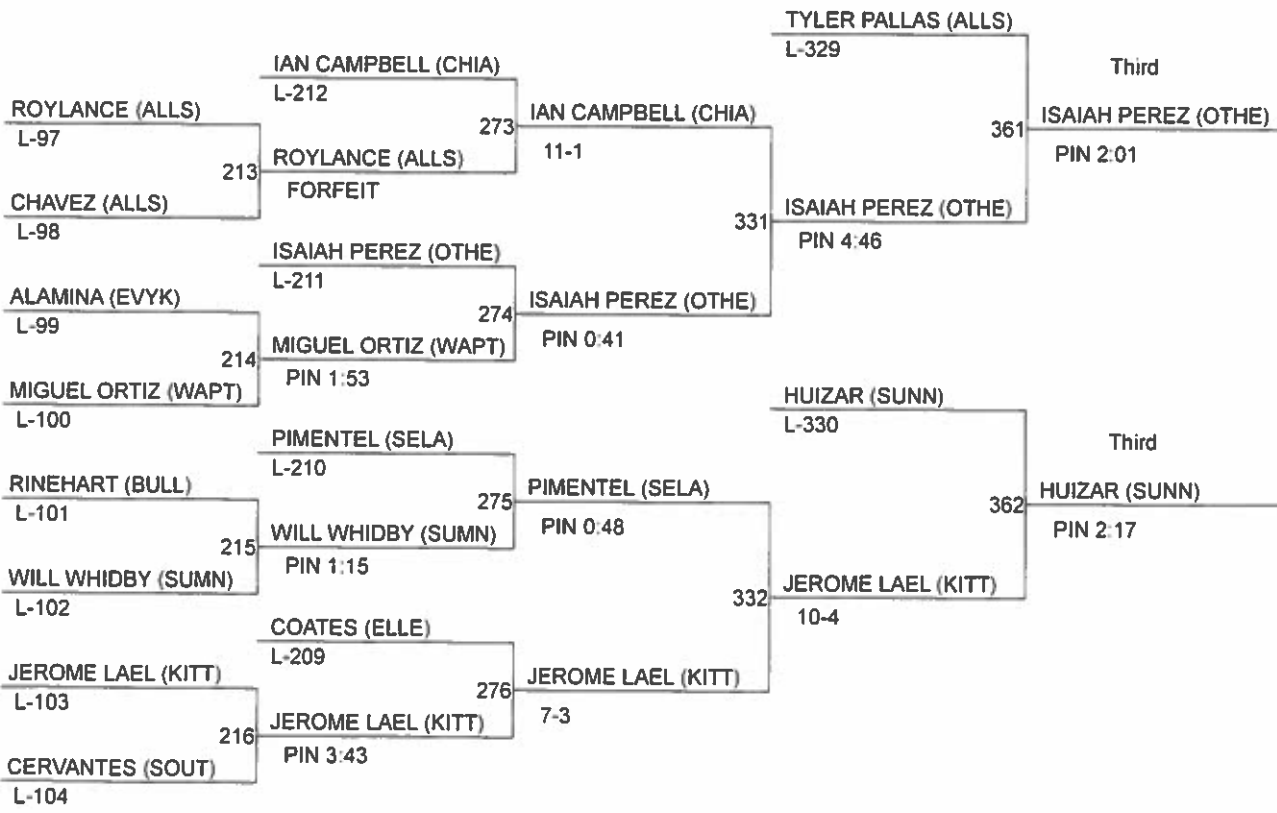 TYLER PALLAS (ALLS)
L-329
Third
IAN CAMPBELL (CHIA)
L-212
ROYLANCE (ALLS)
L-97
273
IAN CAMPBELL (CHIA)
11-1
361
ISAIAH PEREZ (OTHE)
PIN 2:01
213
ROYLANCE (ALLS)
FORFEIT
CHAVEZ (ALLS)
L-98
331
ISAIAH PEREZ (OTHE)
PIN 4:46
ISAIAH PEREZ (OTHE)
L-211
ALAMINA (EVYK)
L-99
274
ISAIAH PEREZ (OTHE)
PIN 0:41
214
MIGUEL ORTIZ (WAPT)
PIN 1:53
MIGUEL ORTIZ (WAPT)
L-100
HUIZAR (SUNN)
L-330
Third
PIMENTEL (SELA)
L-210
RINEHART (BULL)
L-101
275
PIMENTEL (SELA)
PIN 0:48
362
HUIZAR (SUNN)
PIN 2:17
215
WILL WHIDBY (SUMN)
PIN 1:15
WILL WHIDBY (SUMN)
L-102
332
JEROME LAEL (KITT)
10-4
COATES (ELLE)
L-209
JEROME LAEL (KITT)
L-103
276
JEROME LAEL (KITT)
7-3
216
JEROME LAEL (KITT)
PIN 3:43
CERVANTES (SOUT)
L-104